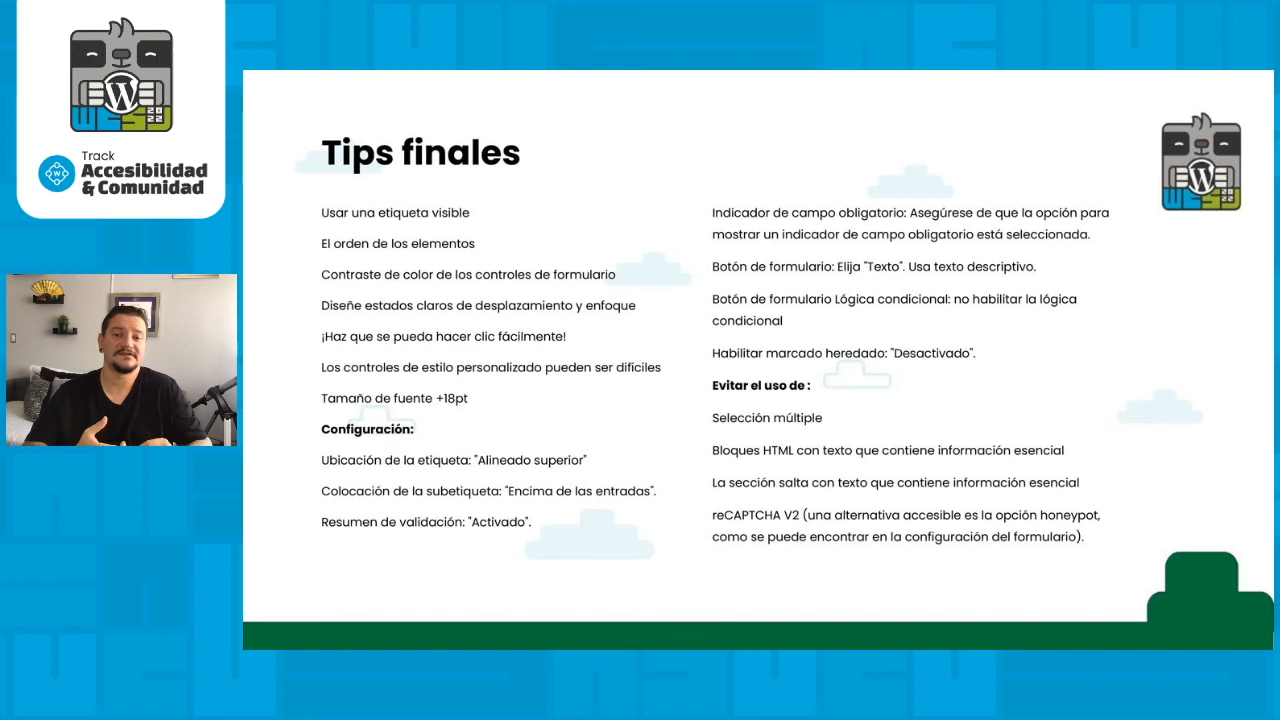 WCSJ
2022
Track
Accesibilidad
& Comunidad
Tips finales
Usar una etiqueta visible
El orden de los elementos
Contraste de color de los controles de formulario
Diseñe estados claros de desplazamiento y enfoque
¡Haz que se pueda hacer clic fácilmente!
Los controles de estilo personalizado pueden ser difíciles
Tamaño de fuente +18pt
Configuración:
Ubicación de la etiqueta: "Alineado superior"
Colocación de la subetiqueta: "Encima de las entradas".
Resumen de validación: "Activado".
Indicador de campo obligatorio: Asegúrese de que la opción para
mostrar un indicador de campo obligatorio está seleccionada.
Botón de formulario: Elija "Texto". Usa texto descriptivo.
Botón de formulario Lógica condicional: no habilitar la lógica
condicional
Habilitar marcado heredado: "Desactivado".
Evitar el uso de :
Selección múltiple
Bloques HTML con texto que contiene información esencial
La sección salta con texto que contiene información esencial
reCAPTCHA V2 (una alternativa accesible es la opción honeypot,
como se puede encontrar en la configuración del formulario).